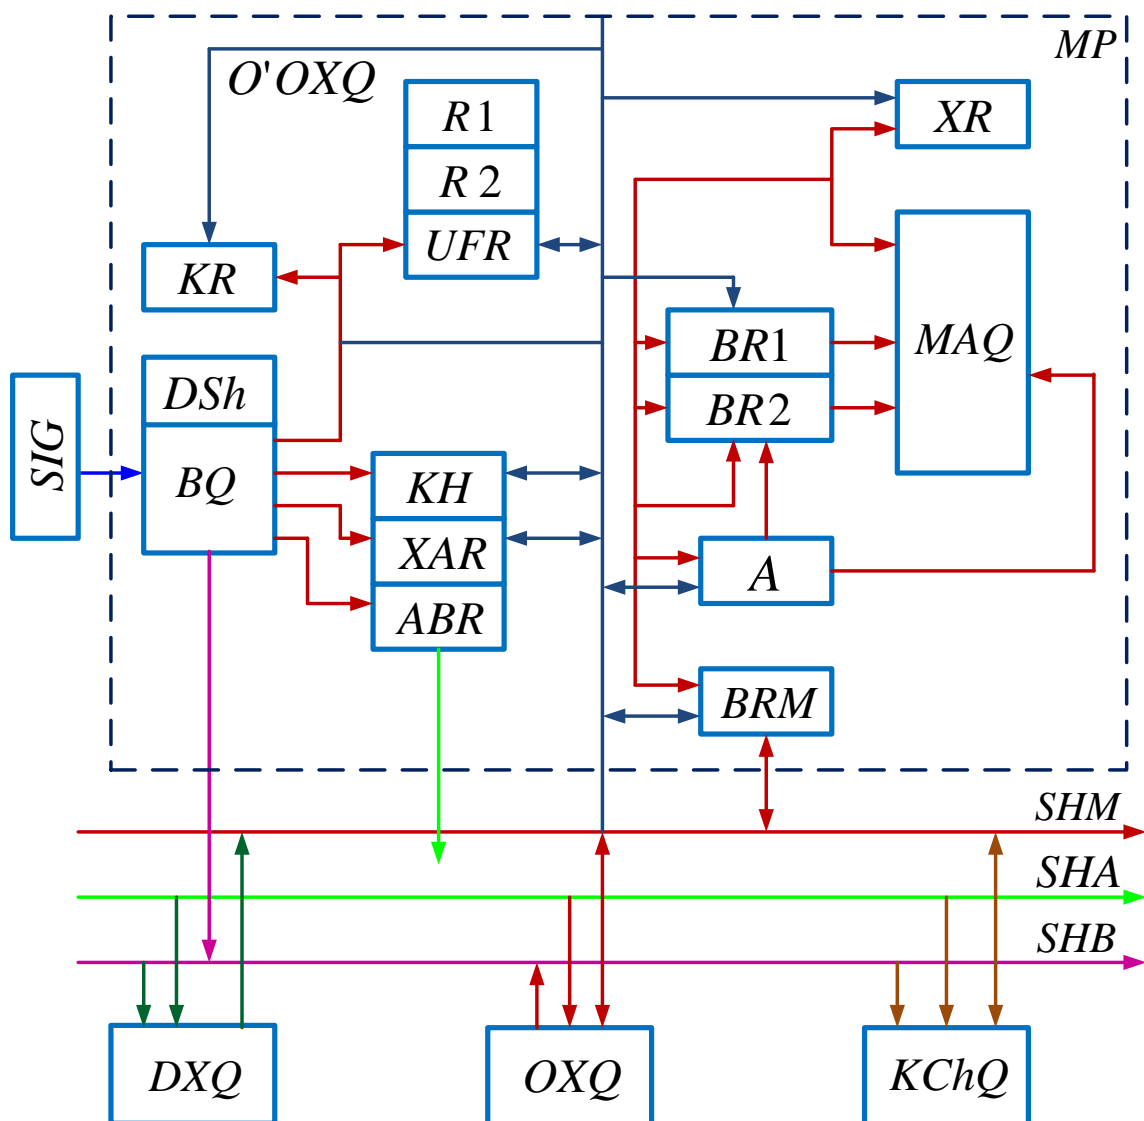 MP
O'OXQ
R1
XR
R2
UFR
KR
BR1
MAQ
DSh
BR2
SIG
BQ
KH
XAR
A
ABR
BRM
SHM
SHA
SHB
DXQ
OXQ
KChQ